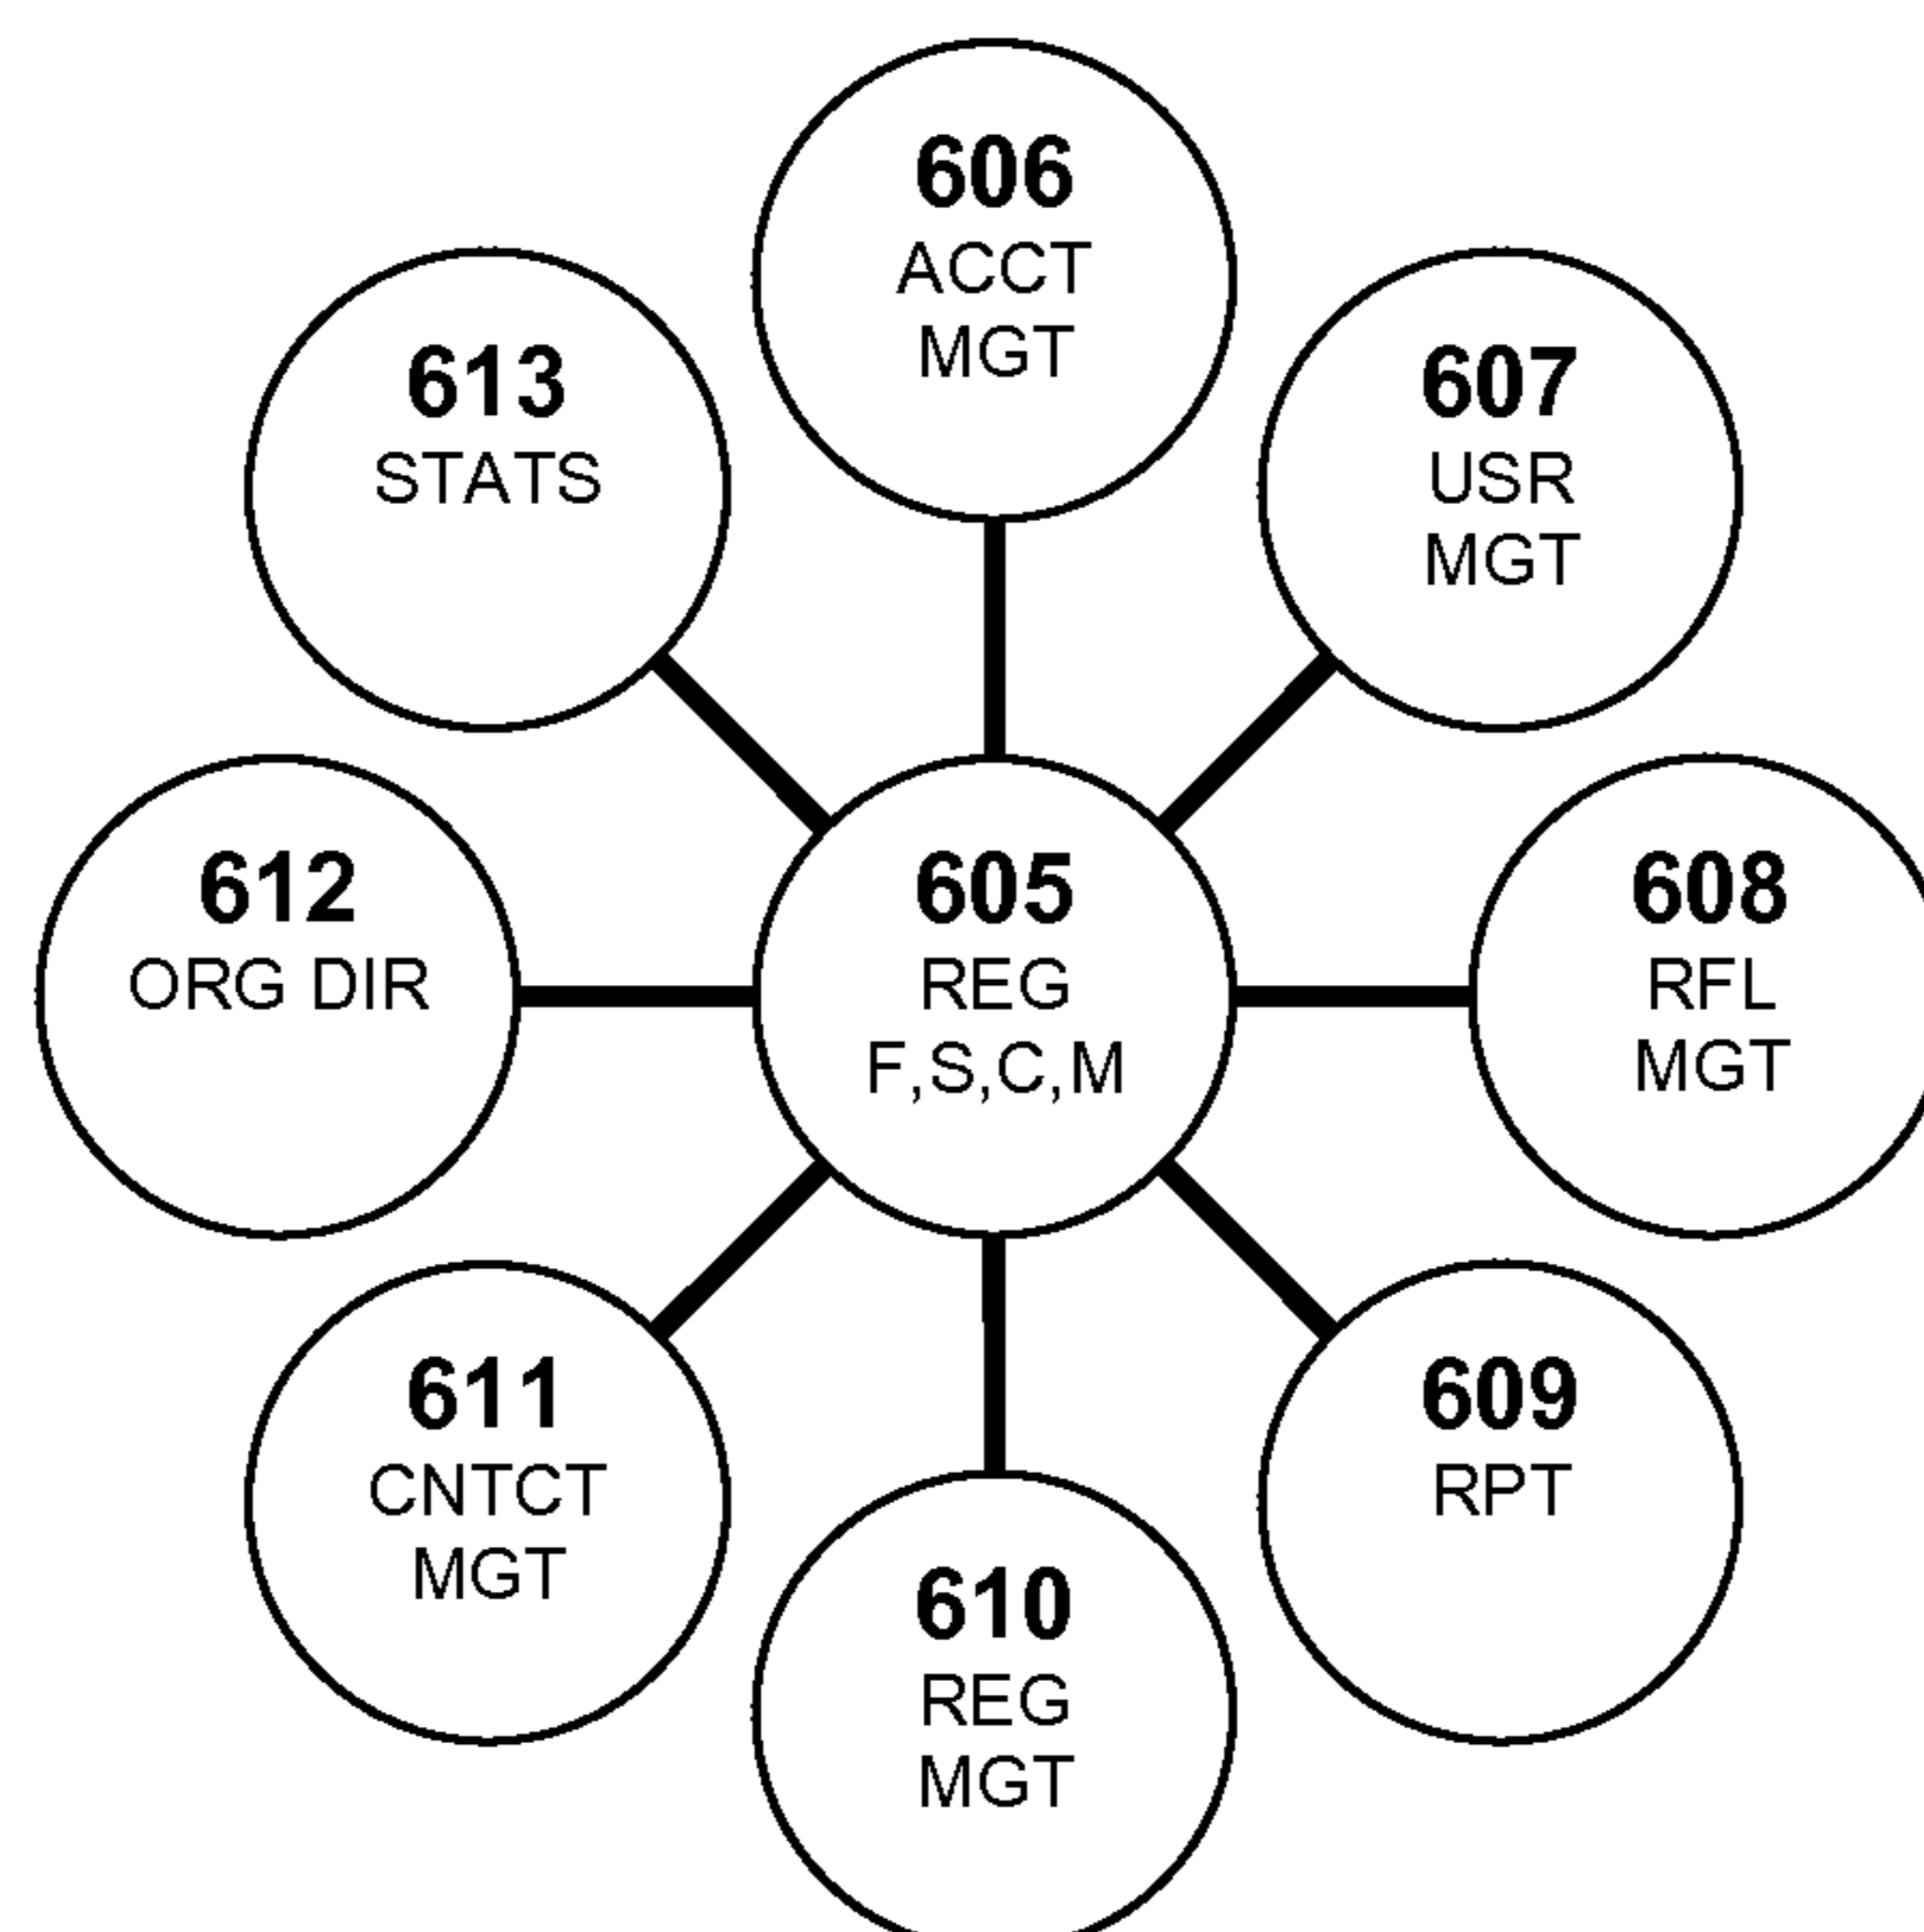 606
ACCT
MGT
613
STATS
607
USR
MGT
612
ORG DIR
605
REG
F,S,C,M
608
RFL
MGT
611
CNTCT
MGT
609
RPT
610
REG
MGT